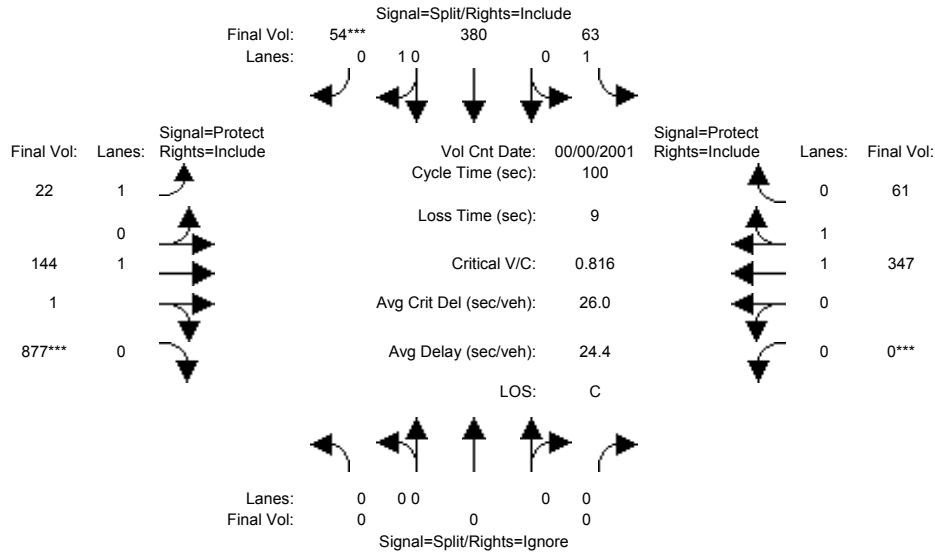 Signal=Split/Rights=Include
Final Vol: 54*** 380 63
Lanes: 0 1 0 0 1
Signal=Protect
Final Vol: Lanes: Rights=Include
Vol Cnt Date: 00/00/2001
Signal=Protect
Rights=Include Lanes: Final Vol:
Cycle Time (sec): 100
22 1
0 61
Loss Time (sec): 9
0
1
144 1
Critical V/C: 0.816
1 347
1
Avg Crit Del (sec/veh): 26.0
0
877*** 0
Avg Delay (sec/veh): 24.4
0 0***
LOS: C
Lanes: 0 0 0 0 0
Final Vol: 0 0 0
Signal=Split/Rights=Ignore